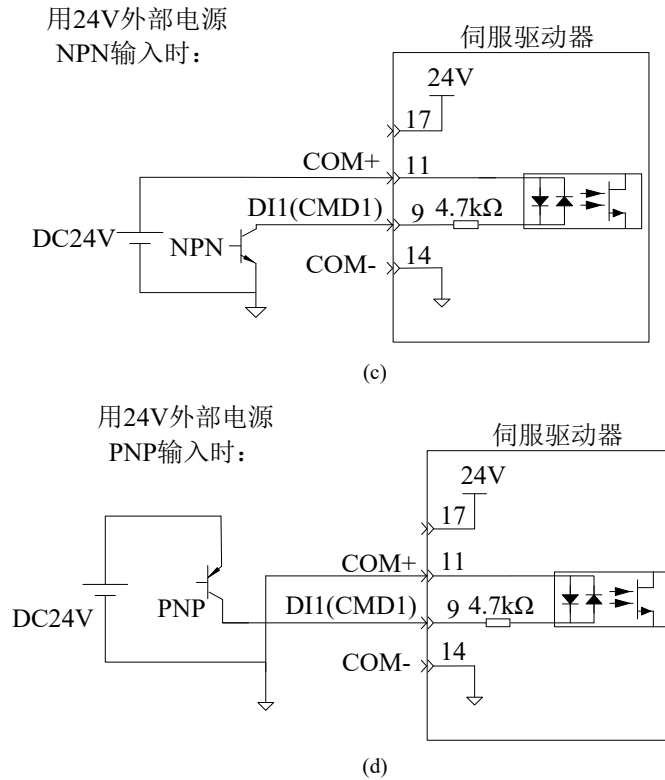 用24V外部电源
NPN输入时：
伺服驱动器
24V
17
COM+
11
DI1(CMD1)
9
4.7kΩ
DC24V
NPN
COM-
14
(c)
用24V外部电源
PNP输入时：
伺服驱动器
24V
17
COM+
11
DI1(CMD1)
9
4.7kΩ
DC24V
PNP
COM-
14
(d)